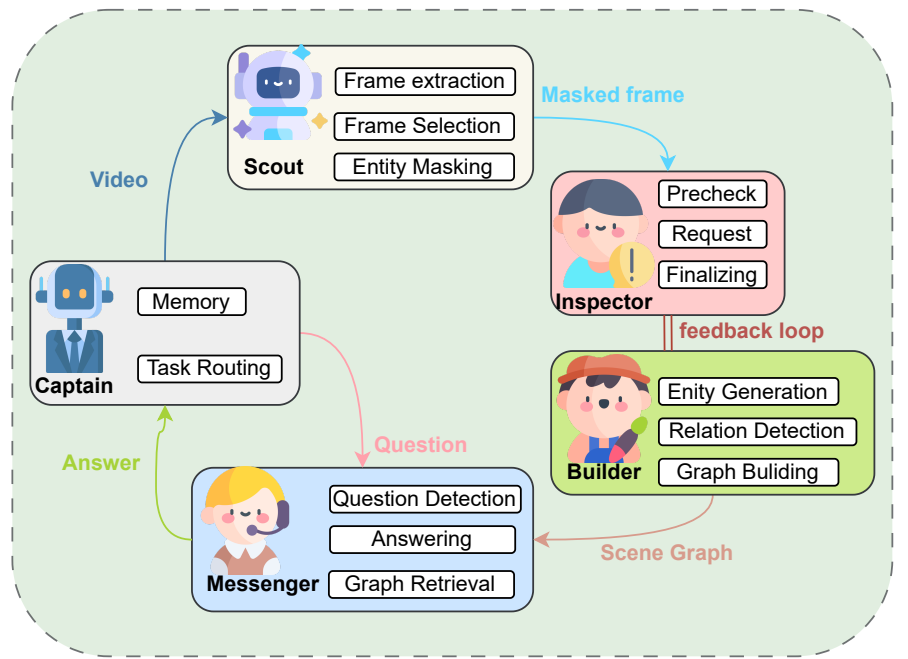 Frame extraction
Frame Selection
Entity Masking
Scout
Masked frame
Video
Precheck
Request
Finalizing
Inspector
feedback loop
Memory
Task Routing
Captain
Enity Generation
Relation Detection
Graph Buliding
Builder
Question
Answer
Question Detection
Answering
Graph Retrieval
Messenger
Scene Graph